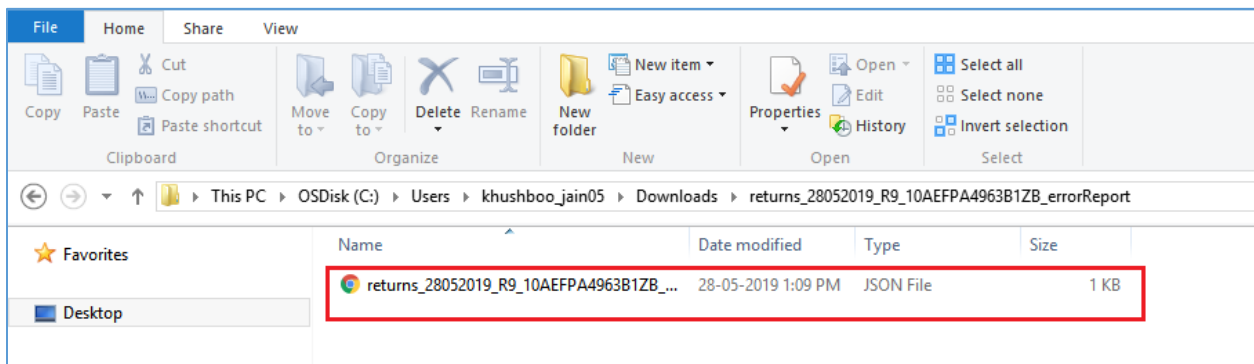 File Home Share View
Copy
Paste
Cut
W... Copy path
Paste shortcut
Clipboard
Move to
Copy to
Delete
Rename
Organize
New folder
New item
Easy access
New
Properties
Open
Edit
History
Open
Select all
Select none
Invert selection
Select
This PC OSDisk (C:) Users khushboo_jain05 Downloads returns_28052019_R9_10AEFPA4963B1ZB_errorReport
Favorites
Desktop
Name Date modified Type Size
returns_28052019_R9_10AEFPA4963B1ZB_... 28-05-2019 1:09 PM JSON File 1 KB